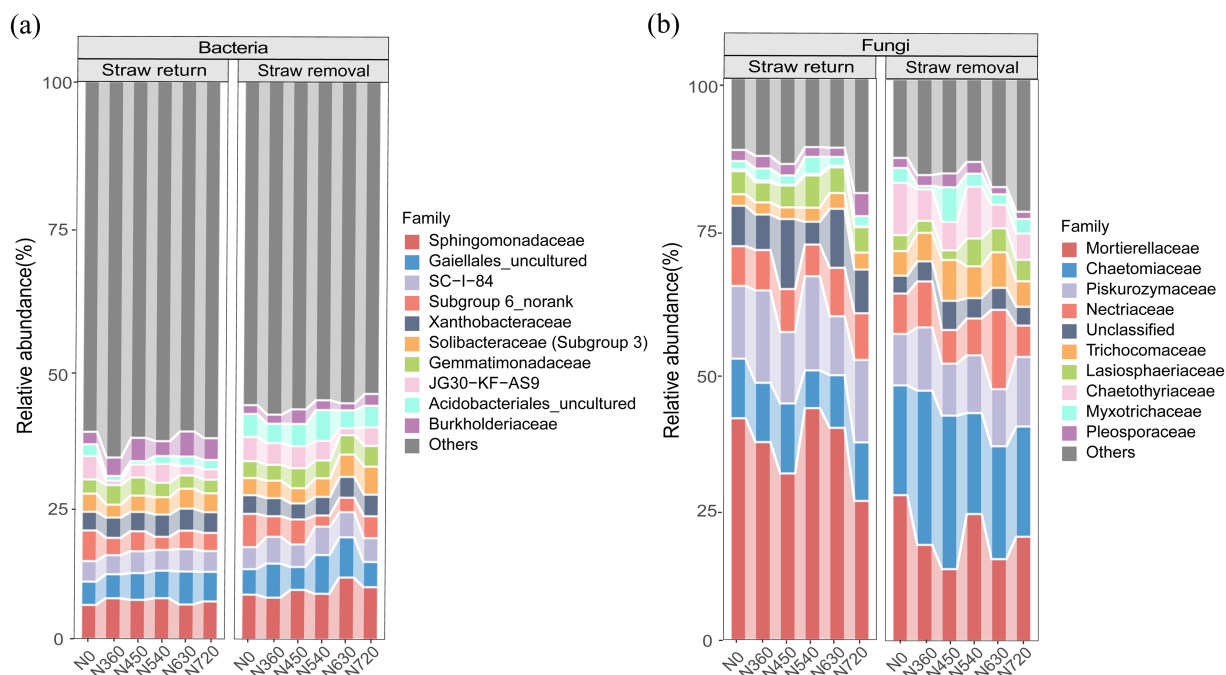 (a)
Bacteria
Straw return
Straw removal
Relative abundance(%)
100
75
50
25
0
N0 N360 N450 N540 N630 N720
N0 N360 N450 N540 N630 N720
Family
Sphingomonadaceae
Gaiellales_uncultured
SC−I−84
Subgroup 6_norank
Xanthobacteraceae
Solibacteraceae (Subgroup 3)
Gemmatimonadaceae
JG30−KF−AS9
Acidobacteriales_uncultured
Burkholderiaceae
Others
(b)
Fungi
Straw return
Straw removal
Relative abundance(%)
100
75
50
25
0
N0 N360 N450 N540 N630 N720
N0 N360 N450 N540 N630 N720
Family
Mortierellaceae
Chaetomiaceae
Piskurozymaceae
Nectriaceae
Unclassified
Trichocomaceae
Lasiosphaeriaceae
Chaetothyriaceae
Myxotrichaceae
Pleosporaceae
Others